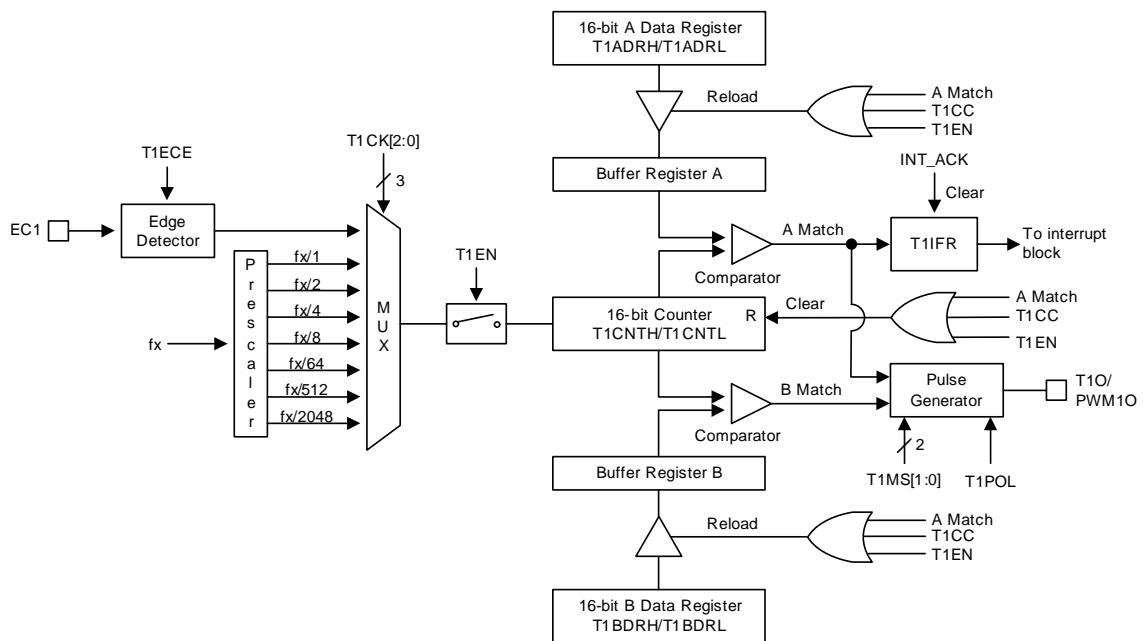 16-bit A Data Register
T1ADRH/T1ADRL
Reload
A Match
T1CC
T1EN
T1CK[2:0]
3
T1ECE
Buffer Register A
INT_ACK
Clear
EC1
Edge
Detector
A Match
T1IFR
To interrupt
block
Comparator
Prescaler
fx/1
fx/2
fx/4
fx/8
fx/64
fx/512
fx/2048
fx
MUX
T1EN
16-bit Counter
T1CNTH/T1CNTL
R
Clear
A Match
T1CC
T1EN
B Match
Comparator
Pulse
Generator
T1O/
PWM1O
2
T1MS[1:0]
T1POL
Buffer Register B
Reload
A Match
T1CC
T1EN
16-bit B Data Register
T1BDRH/T1BDRL